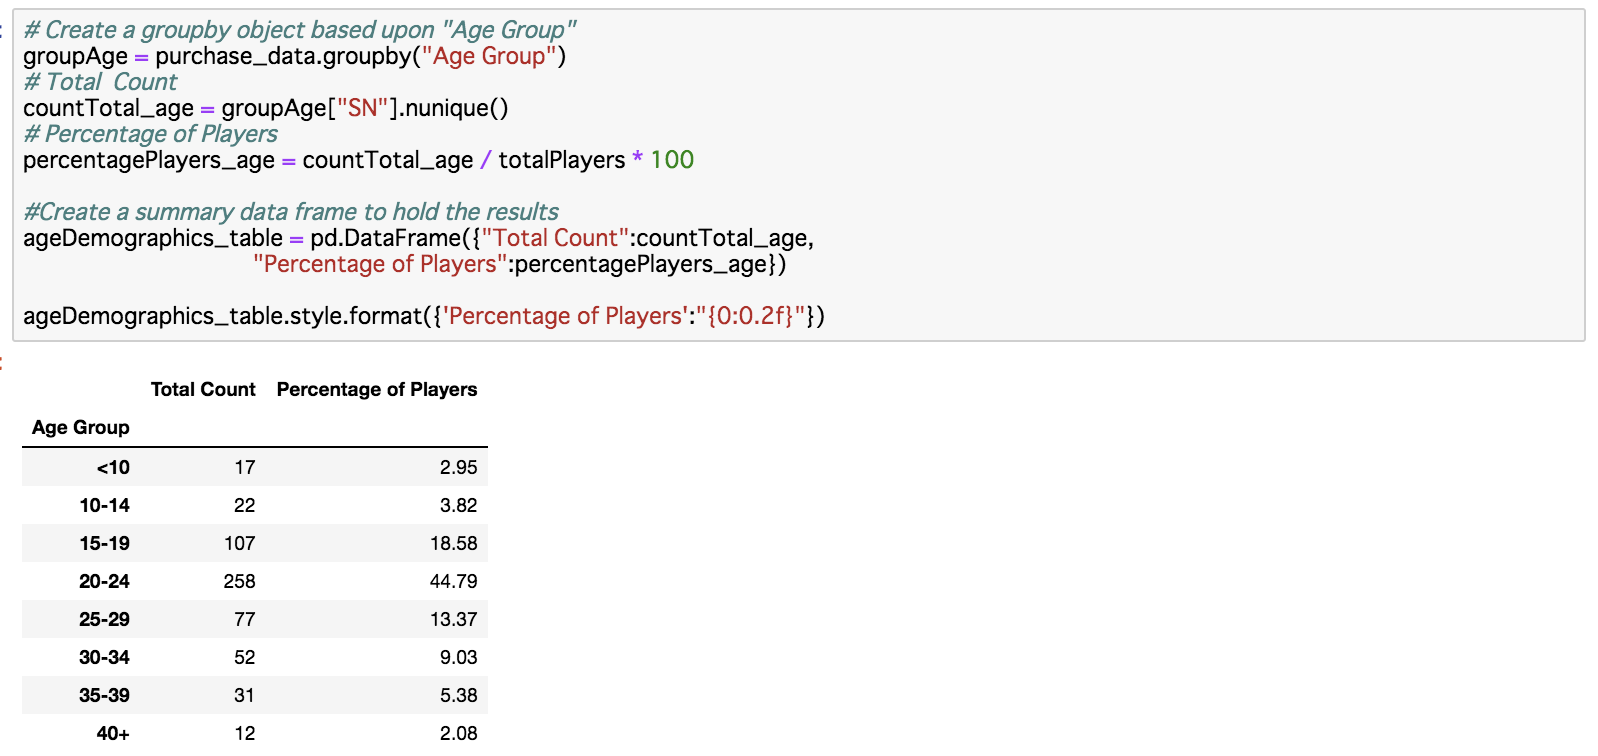 # Create a groupby object based upon "Age Group"
groupAge = purchase_data.groupby("Age Group")
# Total  Count
countTotal_age = groupAge["SN"].nunique()
# Percentage of Players
percentagePlayers_age = countTotal_age / totalPlayers * 100
#Create a summary data frame to hold the results
ageDemographics_table = pd.DataFrame({"Total Count":countTotal_age,
"Percentage of Players":percentagePlayers_age})
ageDemographics_table.style.format({'Percentage of Players':"{0:0.2f}"})
Total Count Percentage of Players
Age Group
<10 17 2.95
10-14 22 3.82
15-19 107 18.58
20-24 258 44.79
25-29 77 13.37
30-34 52 9.03
35-39 31 5.38
40+ 12 2.08